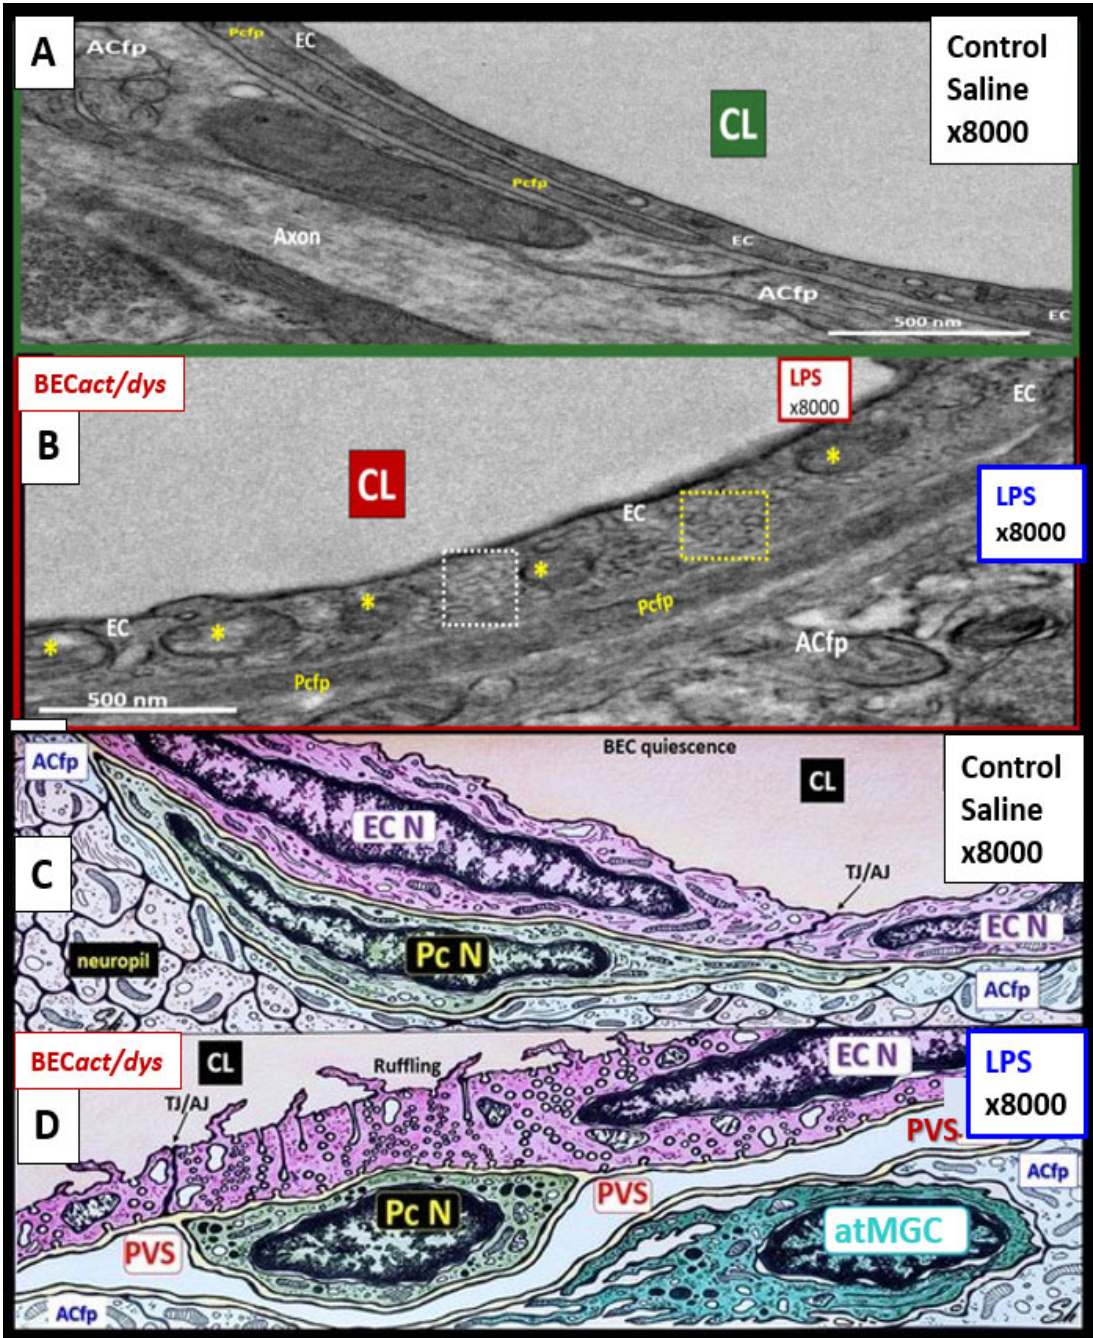 A
ACfp
Pcfp
EC
CL
Control
Saline
x8000
Pcfp
Axon
EC
ACfp
EC
500 nm
BECact/dys
LPS
x8000
EC
B
CL
EC
LPS
x8000
*
*
*
*
*
EC
Pcfp
ACfp
Pcfp
500 nm
ACfp
BEC quiescence
CL
Control
Saline
x8000
EC N
C
TJ/AJ
EC N
Pc N
neuropil
ACfp
Sh
BECact/dys
CL
Ruffling
EC N
LPS
x8000
TJ/AJ
D
PVS
ACfp
PVS
Pc N
atMGC
PVS
ACfp
Sh